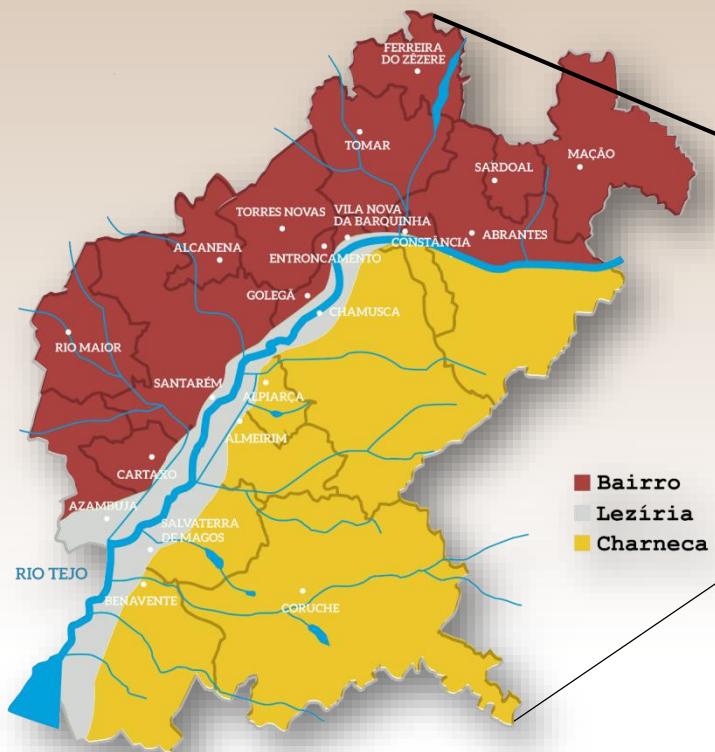 FERREIRA
DO ZÊZERE
TOMAR
SARDOAL
MAÇÃO
TORRES NOVAS
VILA NOVA
DA BARQUINHA
ALCANENA
ENTRONCAMENTO
CONSTÂNCIA
ABRANTES
GOLEGÃ
CHAMUSCA
RIO MAIOR
SANTARÉM
ALPIARÇA
ALMEIRIM
CARTAXO
AZAMBUJA
SALVATERRA
DE MAGOS
RIO TEJO
BENAVENTE
CORUCHE
Bairro
Lezíria
Charneca